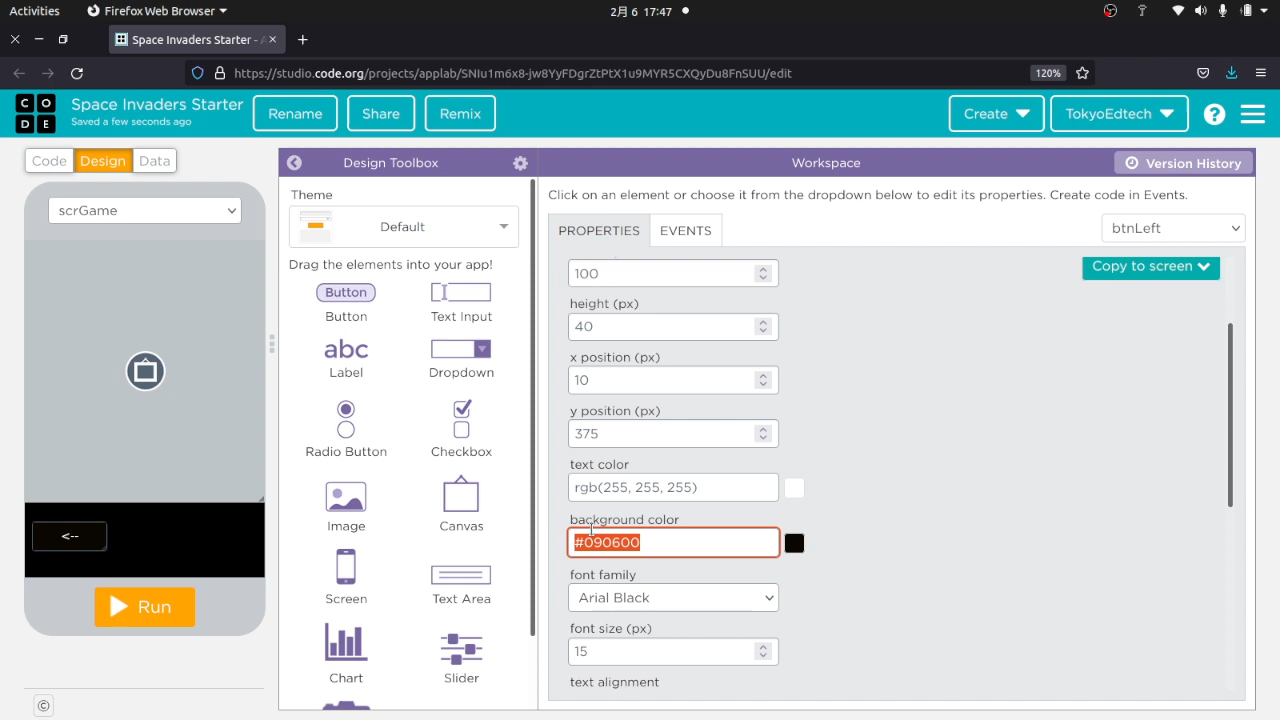 Activities
Firefox Web Browser
2月 6 17:47
Space Invaders Starter - A
https://studio.code.org/projects/applab/SNIu1m6x8-jw8YyFDgrZtPtX1u9MYR5CXQyDu8FnSUU/edit
120%
C O
D E
Space Invaders Starter
Saved a few seconds ago
Rename
Share
Remix
Create
TokyoEdtech
?
Code
Design
Data
Design Toolbox
Workspace
Version History
scrGame
Theme
Default
Drag the elements into your app!
Button
Button
Text Input
abc
Label
Dropdown
Radio Button
Checkbox
Image
Canvas
Screen
Text Area
Chart
Slider
<--
Run
©
Click on an element or choose it from the dropdown below to edit its properties. Create code in Events.
PROPERTIES
EVENTS
btnLeft
Copy to screen
100
height (px)
40
x position (px)
10
y position (px)
375
text color
rgb(255, 255, 255)
background color
#090600
font family
Arial Black
font size (px)
15
text alignment